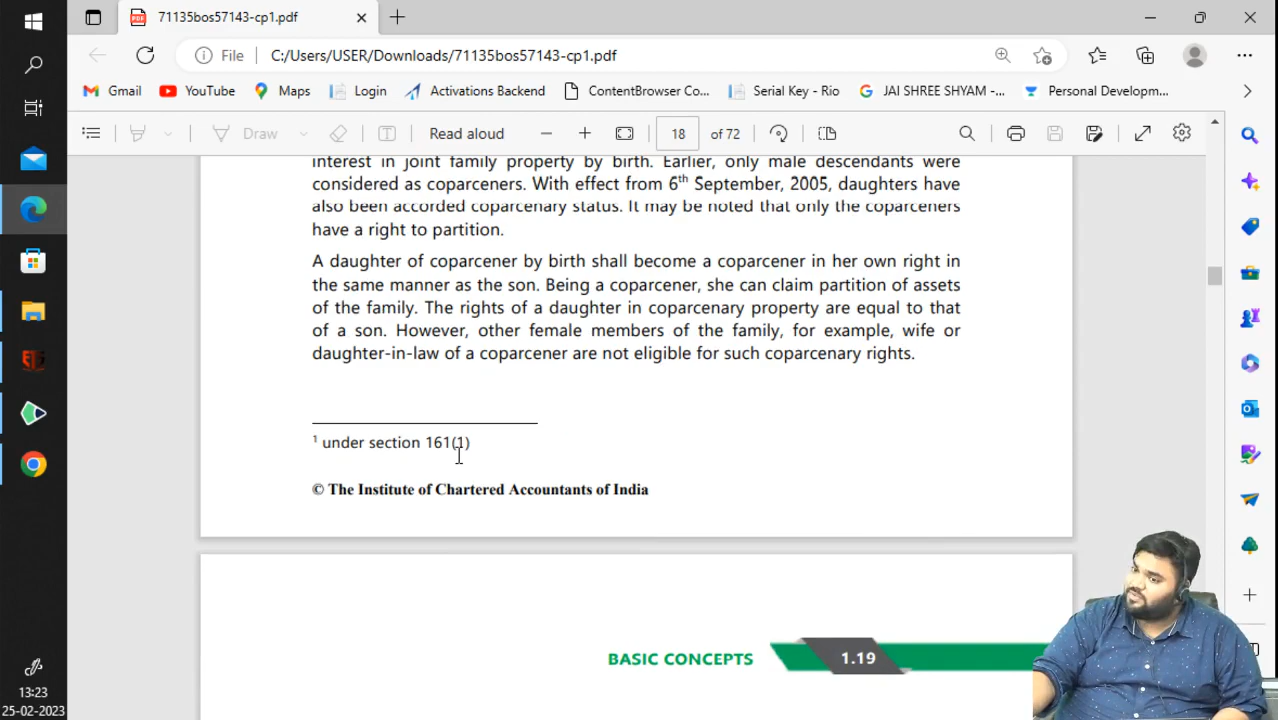 71135bos57143-cp1.pdf
File C:/Users/USER/Downloads/71135bos57143-cp1.pdf
Gmail YouTube Maps Login Activations Backend ContentBrowser Co... Serial Key - Rio JAI SHREE SHYAM -... Personal Developm...
Draw Read aloud 18 of 72
interest in joint family property by birth. Earlier, only male descendants were
considered as coparceners. With effect from 6th September, 2005, daughters have
also been accorded coparcenary status. It may be noted that only the coparceners
have a right to partition.
A daughter of coparcener by birth shall become a coparcener in her own right in
the same manner as the son. Being a coparcener, she can claim partition of assets
of the family. The rights of a daughter in coparcenary property are equal to that
of a son. However, other female members of the family, for example, wife or
daughter-in-law of a coparcener are not eligible for such coparcenary rights.
1 under section 161(1)
© The Institute of Chartered Accountants of India
BASIC CONCEPTS 1.19
13:23
25-02-2023